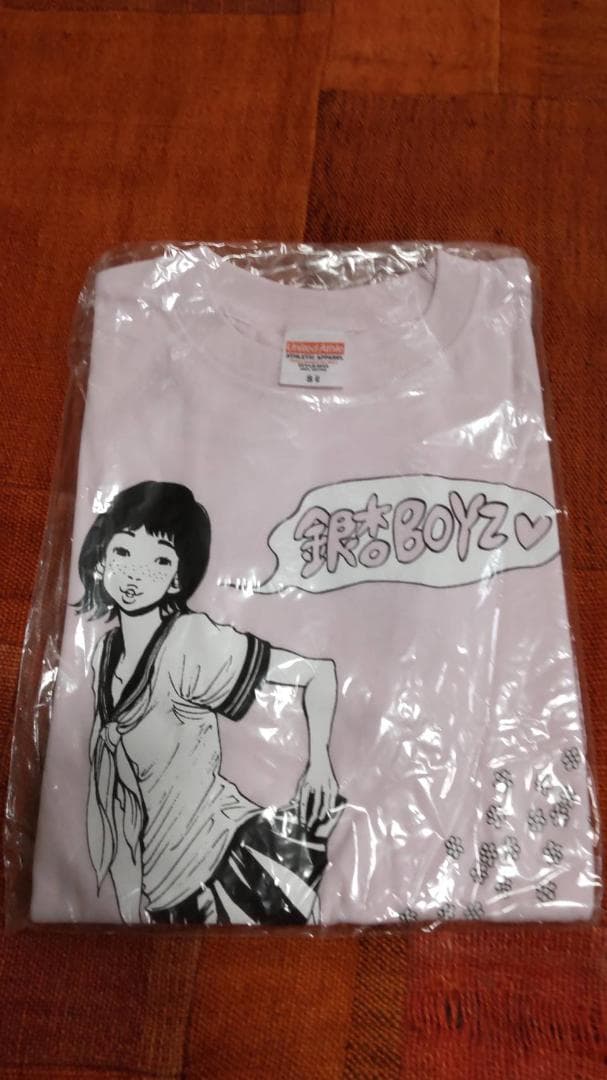 United Athle
ATHLETIC APPAREL
S
銀杏BOYZ♡